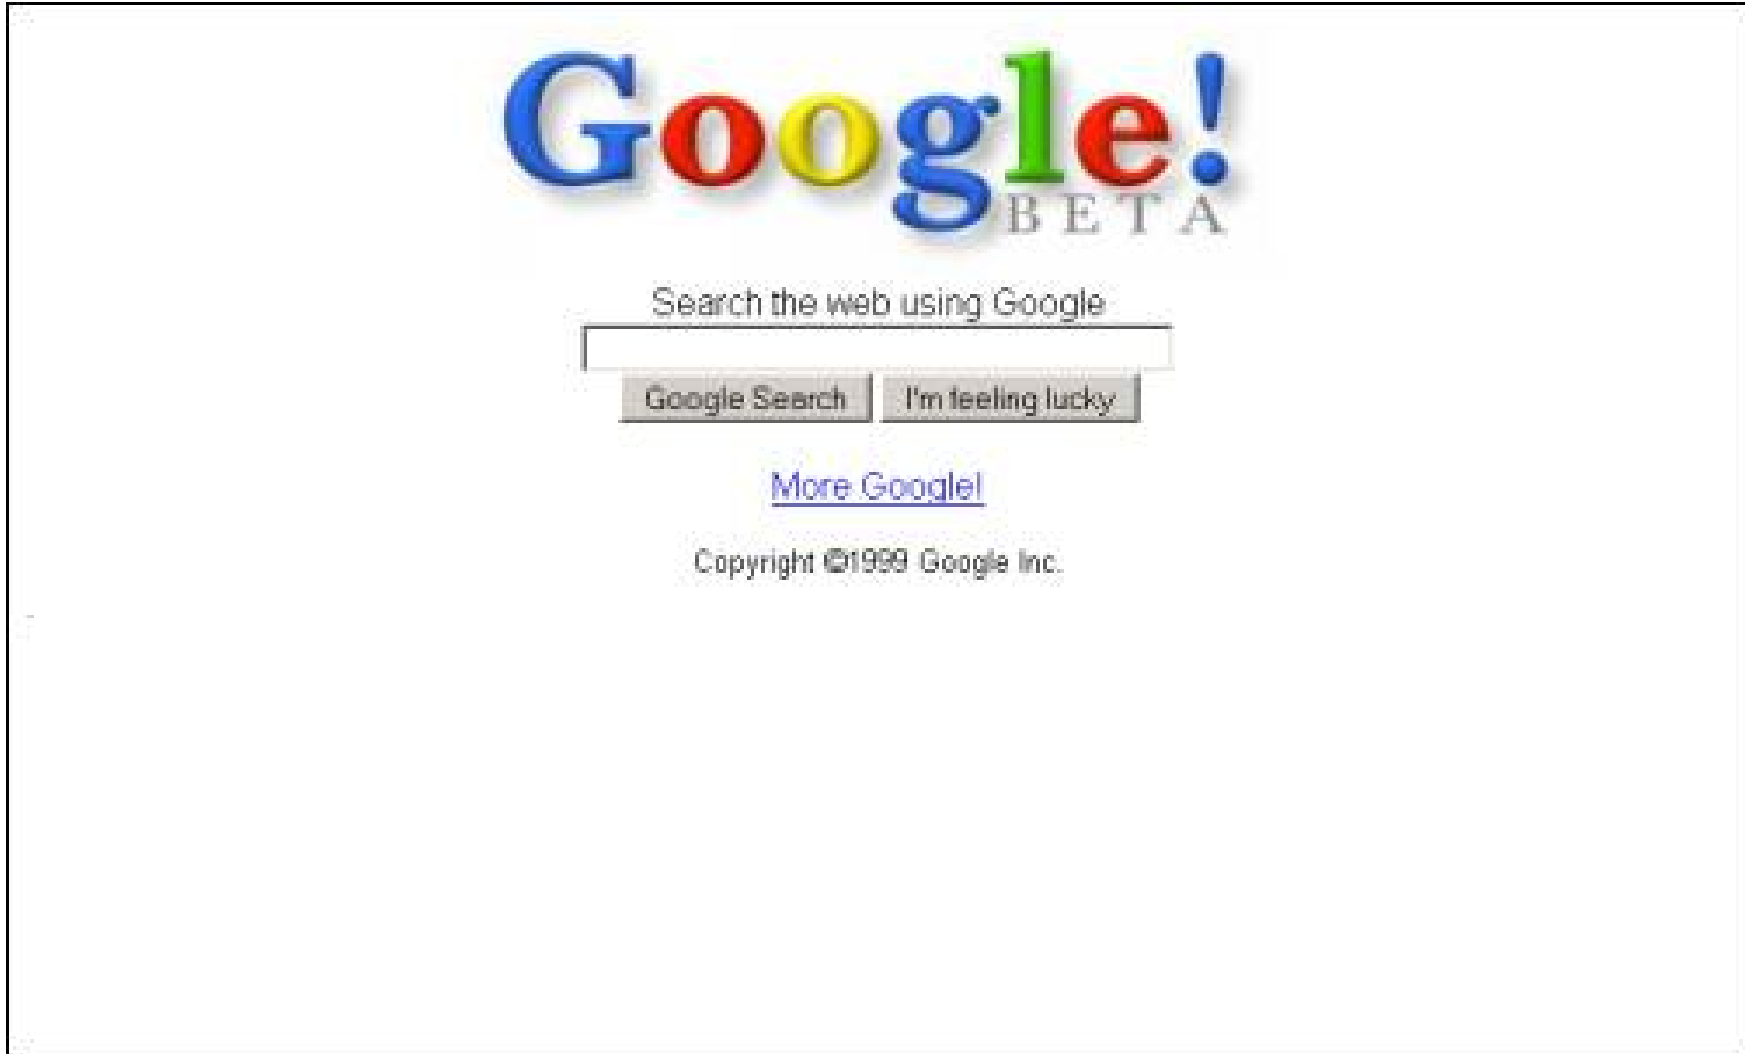 Google!
BETA
Search the web using Google
Google Search I'm feeling lucky
More Google!
Copyright ©1999 Google Inc.